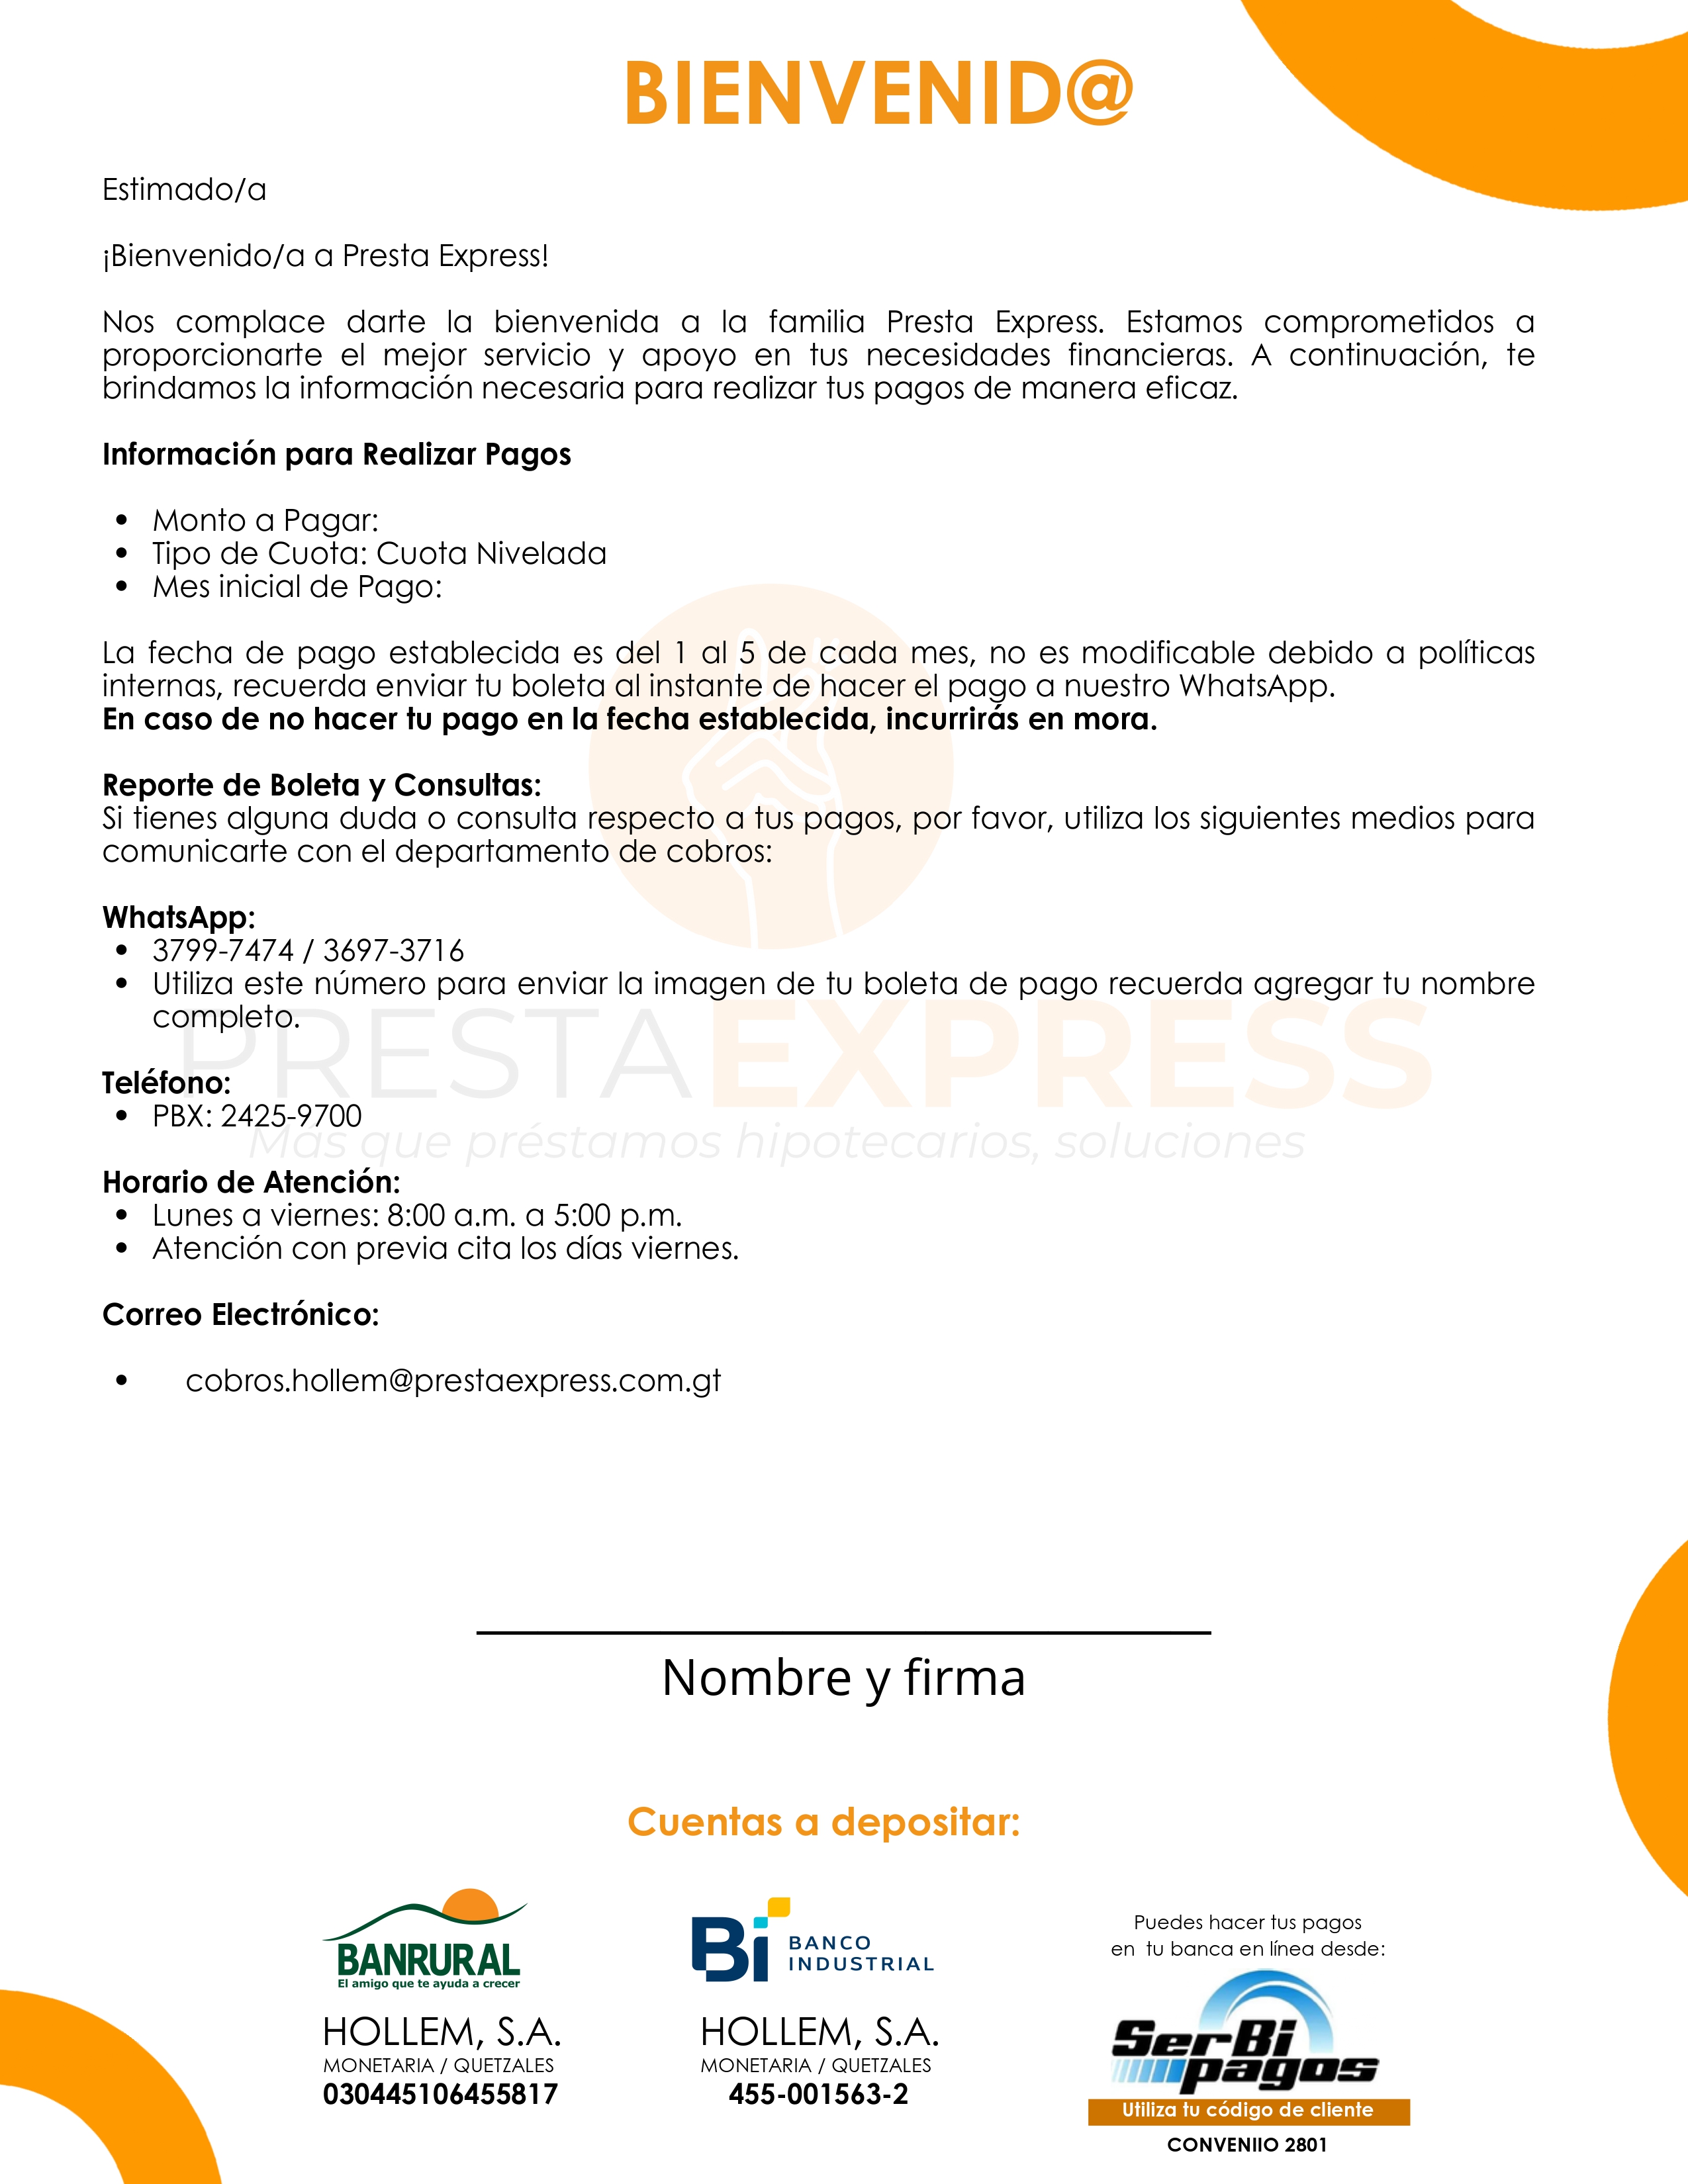 BIENVENID@
Estimado/a
¡Bienvenido/a a Presta Express!
Nos complace darte la bienvenida a la familia Presta Express. Estamos comprometidos a
proporcionarte el mejor servicio y apoyo en tus necesidades financieras. A continuación, te
brindamos la información necesaria para realizar tus pagos de manera eficaz.
Información para Realizar Pagos
• Monto a Pagar:
• Tipo de Cuota: Cuota Nivelada
• Mes inicial de Pago:
La fecha de pago establecida es del 1 al 5 de cada mes, no es modificable debido a políticas
internas, recuerda enviar tu boleta al instante de hacer el pago a nuestro WhatsApp.
En caso de no hacer tu pago en la fecha establecida, incurrirás en mora.
Reporte de Boleta y Consultas:
Si tienes alguna duda o consulta respecto a tus pagos, por favor, utiliza los siguientes medios para
comunicarte con el departamento de cobros:
WhatsApp:
• 3799-7474 / 3697-3716
• Utiliza este número para enviar la imagen de tu boleta de pago recuerda agregar tu nombre
completo.
PRESTAEXPRESS
Teléfono:
• PBX: 2425-9700
Más que préstamos hipotecarios, soluciones
Horario de Atención:
• Lunes a viernes: 8:00 a.m. a 5:00 p.m.
• Atención con previa cita los días viernes.
Correo Electrónico:
• cobros.hollem@prestaexpress.com.gt
Nombre y firma
Cuentas a depositar:
BANRURAL
El amigo que te ayuda a crecer
HOLLEM, S.A.
MONETARIA / QUETZALES
030445106455817
Bi BANCO
INDUSTRIAL
HOLLEM, S.A.
MONETARIA / QUETZALES
455-001563-2
Puedes hacer tus pagos
en tu banca en línea desde:
SerBi
pagos
Utiliza tu código de cliente
CONVENIIO 2801